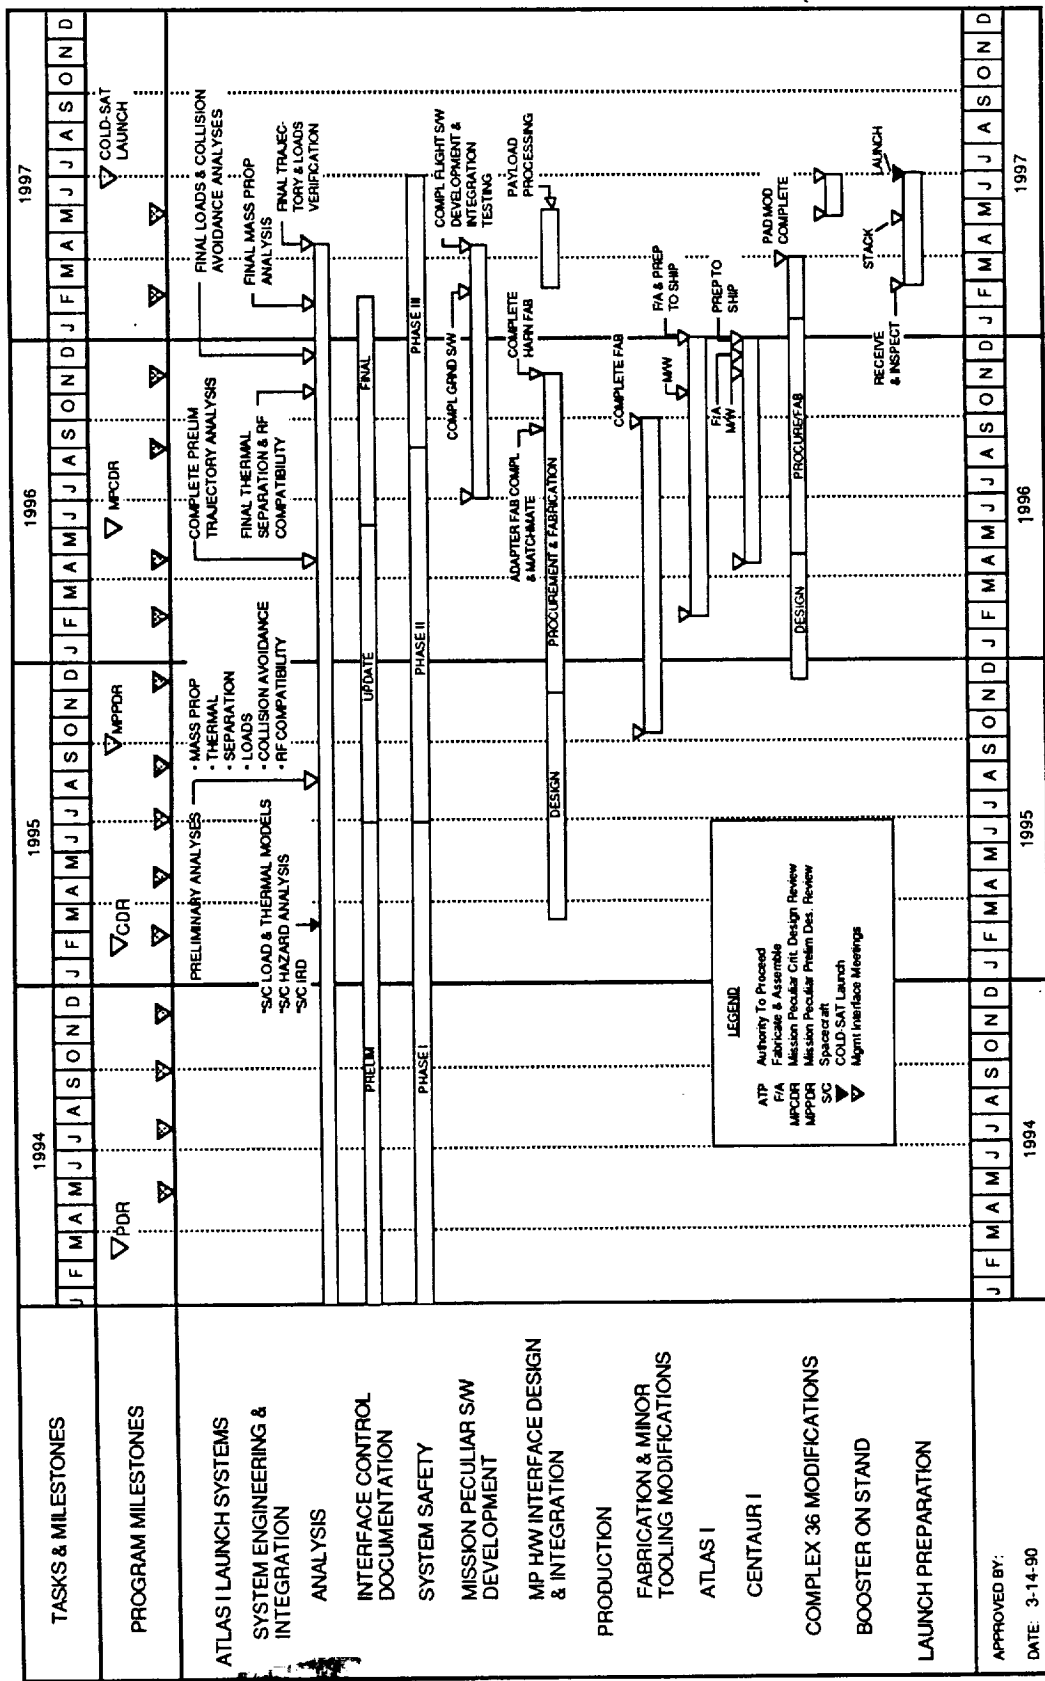 TASKS & MILESTONES
1994
1995
1996
1997
J F M A M J J A S O N D J F M A M J J A S O N D J F M A M J J A S O N D J F M A M J J A S O N D
PROGRAM MILESTONES
PDR
CDR
MPPDR
MPCDR
COLD-SAT
LAUNCH
ATLAS I LAUNCH SYSTEMS
SYSTEM ENGINEERING &
INTEGRATION
ANALYSIS
PRELIMINARY ANALYSES
• MASS PROP
• THERMAL
• SEPARATION
• LOADS
• COLLISION AVOIDANCE
• RF COMPATIBILITY
*S/C LOAD & THERMAL MODELS
*S/C HAZARD ANALYSIS
*S/C IRD
COMPLETE PRELIM
TRAJECTORY ANALYSIS
FINAL THERMAL
SEPARATION & RF
COMPATIBILITY
FINAL LOADS & COLLISION
AVOIDANCE ANALYSES
FINAL MASS PROP
ANALYSIS
FINAL TRAJEC-
TORY & LOADS
VERIFICATION
INTERFACE CONTROL
DOCUMENTATION
PRELIM
UPDATE
FINAL
SYSTEM SAFETY
PHASE I
PHASE II
PHASE III
MISSION PECULIAR S/W
DEVELOPMENT
COMPL GRND S/W
COMPL FLIGHT S/W
DEVELOPMENT &
INTEGRATION
TESTING
MP H/W INTERFACE DESIGN
& INTEGRATION
DESIGN
PROCUREMENT & FABRICATION
ADAPTER FAB COMPL
& MATCHMATE
COMPLETE
HARN FAB
PAYLOAD
PROCESSING
PRODUCTION
FABRICATION & MINOR
TOOLING MODIFICATIONS
COMPLETE FAB
ATLAS I
M/W
F/A & PREP
TO SHIP
CENTAUR I
F/A
M/W
PREP TO
SHIP
COMPLEX 36 MODIFICATIONS
DESIGN
PROCURE/FAB
PAD MOD
COMPLETE
BOOSTER ON STAND
LAUNCH PREPARATION
RECEIVE
& INSPECT
STACK
LAUNCH
LEGEND
ATP Authority To Proceed
F/A Fabricate & Assemble
MPCDR Mission Peculiar Crit. Design Review
MPPDR Mission Peculiar Prelim Des. Review
S/C Spacecraft
COLD-SAT Launch
Mgmt Interface Meetings
J F M A M J J A S O N D J F M A M J J A S O N D J F M A M J J A S O N D J F M A M J J A S O N D
1994
1995
1996
1997
APPROVED BY:
DATE: 3-14-90